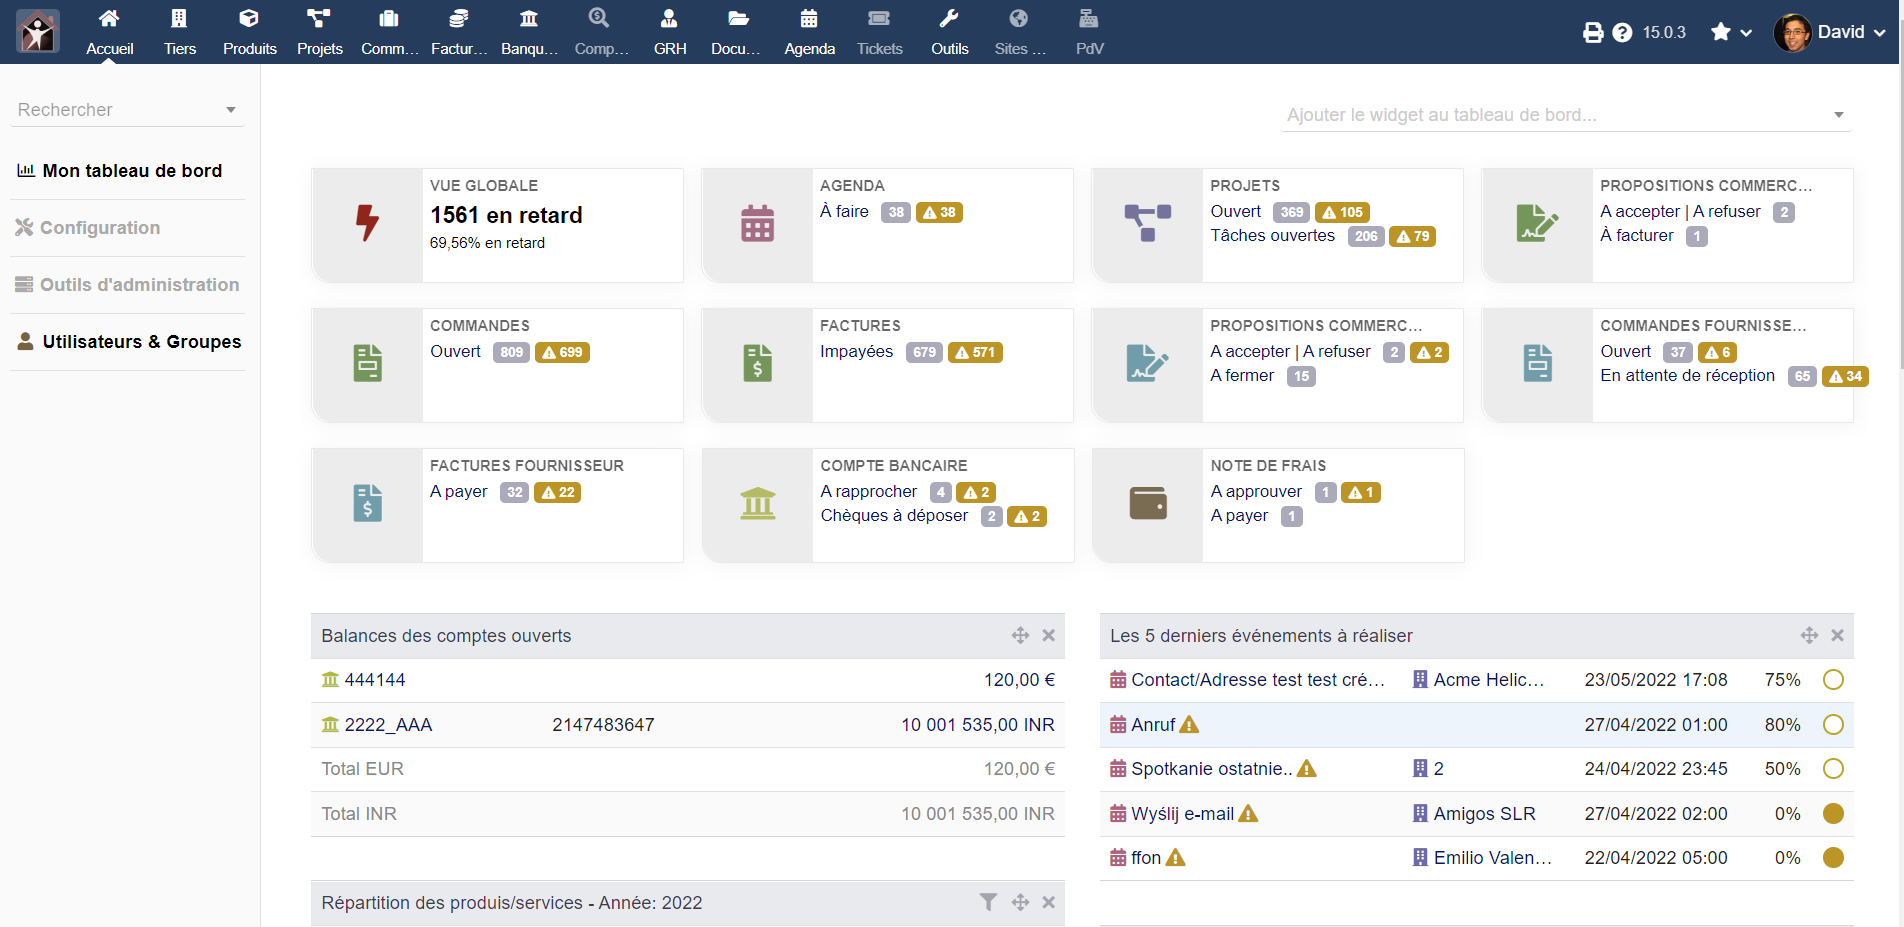 Accueil Tiers Produits Projets Comm... Factur... Banqu... Comp... GRH Docu... Agenda Tickets Outils Sites ... PdV 15.0.3 David
Rechercher
Mon tableau de bord
Configuration
Outils d'administration
Utilisateurs & Groupes
Ajouter le widget au tableau de bord...
VUE GLOBALE
1561 en retard
69,56% en retard
AGENDA
À faire 38 38
PROJETS
Ouvert 369 105
Tâches ouvertes 206 79
PROPOSITIONS COMMERC...
A accepter | A refuser 2
À facturer 1
COMMANDES
Ouvert 809 699
FACTURES
Impayées 679 571
PROPOSITIONS COMMERC...
A accepter | A refuser 2 2
A fermer 15
COMMANDES FOURNISSE...
Ouvert 37 6
En attente de réception 65 34
FACTURES FOURNISSEUR
A payer 32 22
COMPTE BANCAIRE
A rapprocher 4 2
Chèques à déposer 2 2
NOTE DE FRAIS
A approuver 1 1
A payer 1
Balances des comptes ouverts
444144 120,00 €
2222_AAA 2147483647 10 001 535,00 INR
Total EUR 120,00 €
Total INR 10 001 535,00 INR
Répartition des produis/services - Année: 2022
Les 5 derniers événements à réaliser
Contact/Adresse test test cré... Acme Helic... 23/05/2022 17:08 75%
Anruf 27/04/2022 01:00 80%
Spotkanie ostatnie.. 2 24/04/2022 23:45 50%
Wyślij e-mail Amigos SLR 27/04/2022 02:00 0%
ffon Emilio Valen... 22/04/2022 05:00 0%